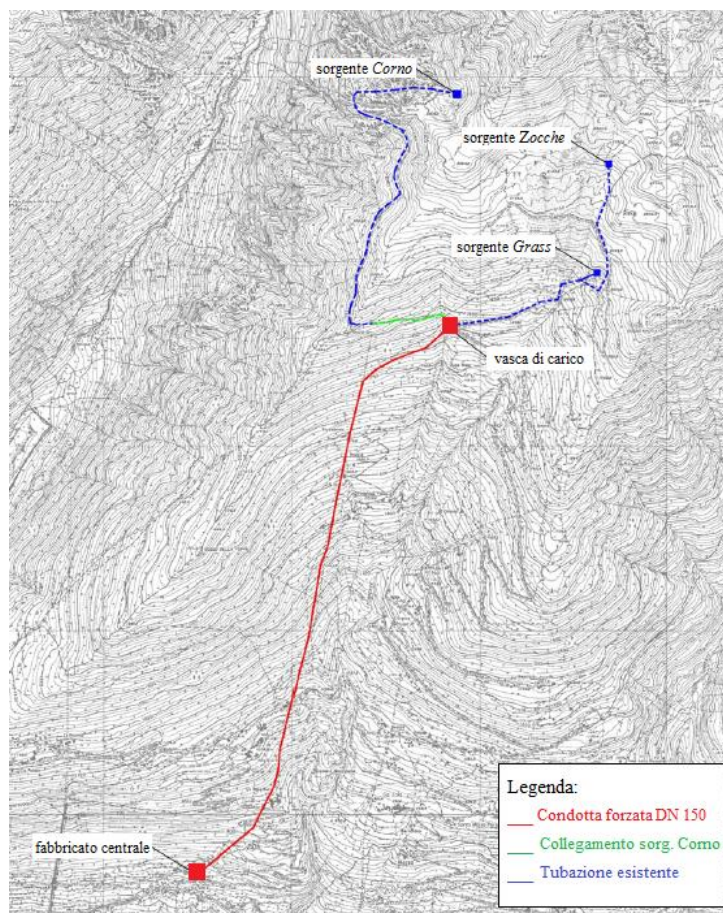 sorgente Corno
sorgente Zocche
sorgente Grass
vasca di carico
fabbricato centrale
Legenda:
Condotta forzata DN 150
Collegamento sorg. Corno
Tubazione esistente